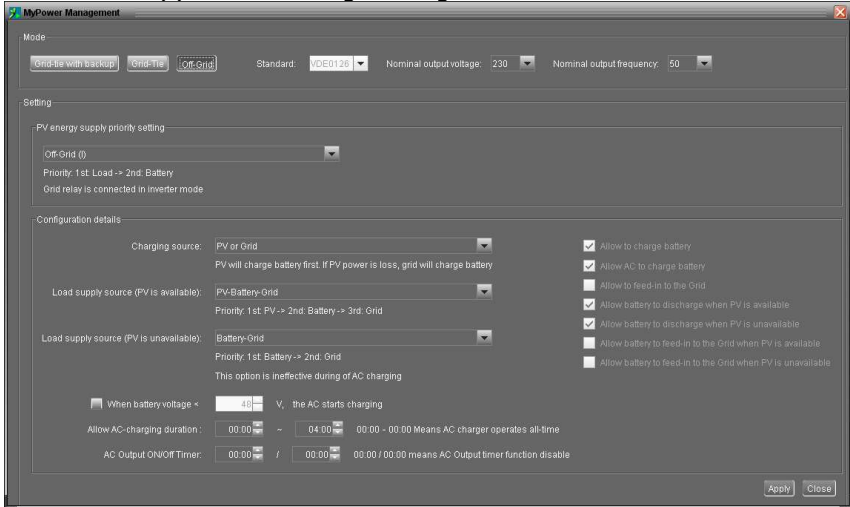 MyPower Management
Mode
Grid-tie with backup Grid-Tie Off-Grid Standard: VDE0126 Nominal output voltage: 230 Nominal output frequency: 50
Setting
PV energy supply priority setting
Off-Grid (I)
Priority: 1st: Load -> 2nd: Battery
Grid relay is connected in inverter mode
Configuration details
Charging source: PV or Grid
PV will charge battery first. If PV power is loss, grid will charge battery
Load supply source (PV is available): PV-Battery-Grid
Priority: 1st: PV -> 2nd: Battery -> 3rd: Grid
Load supply source (PV is unavailable): Battery-Grid
Priority: 1st: Battery -> 2nd: Grid
This option is ineffective during of AC charging
Allow to charge battery
Allow AC to charge battery
Allow to feed-in to the Grid
Allow battery to discharge when PV is available
Allow battery to discharge when PV is unavailable
Allow battery to feed-in to the Grid when PV is available
Allow battery to feed-in to the Grid when PV is unavailable
When battery voltage < 48 V, the AC starts charging
Allow AC-charging duration : 00:00 ~ 04:00 00:00 - 00:00 Means AC charger operates all-time
AC Output ON/Off Timer: 00:00 / 00:00 00:00 / 00:00 means AC Output timer function disable
Apply Close